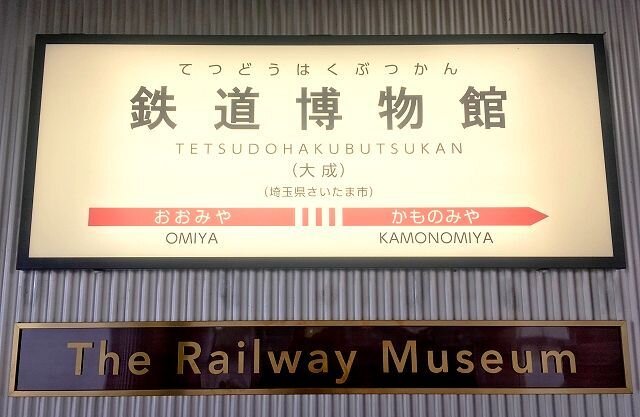 てつどうはくぶつかん
鉄道博物館
TETSUDOHAKUBUTSUKAN
（大成）
（埼玉県さいたま市）
おおみや かものみや
OMIYA KAMONOMIYA
The Railway Museum